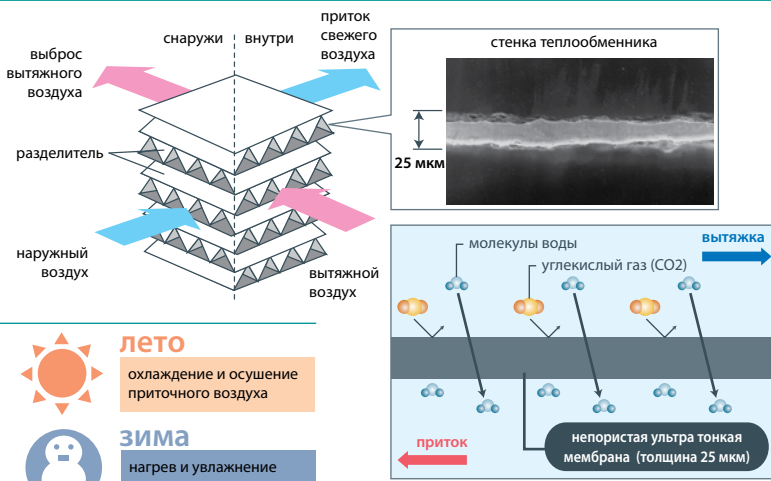 приток
свежего
воздуха
снаружи
внутри
выброс
вытяжного
воздуха
разделитель
наружный
воздух
вытяжной
воздух
стенка теплообменника
25 мкм
вытяжка
молекулы воды
углекислый газ (СО2)
приток
непористая ультра тонкая
мембрана (толщина 25 мкм)
лето
охлаждение и осушение
приточного воздуха
зима
нагрев и увлажнение